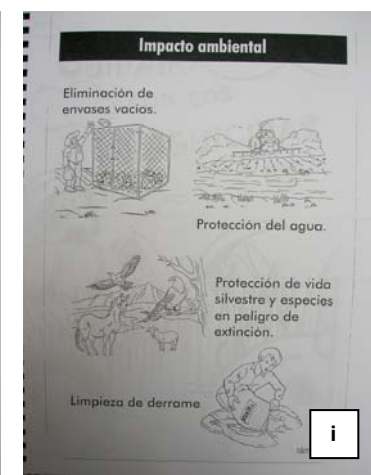 Impacto ambiental
Eliminación de
envases vacios.
Protección del agua.
Protección de vida
silvestre y especies
en peligro de
extinción.
Limpieza de derrame
i